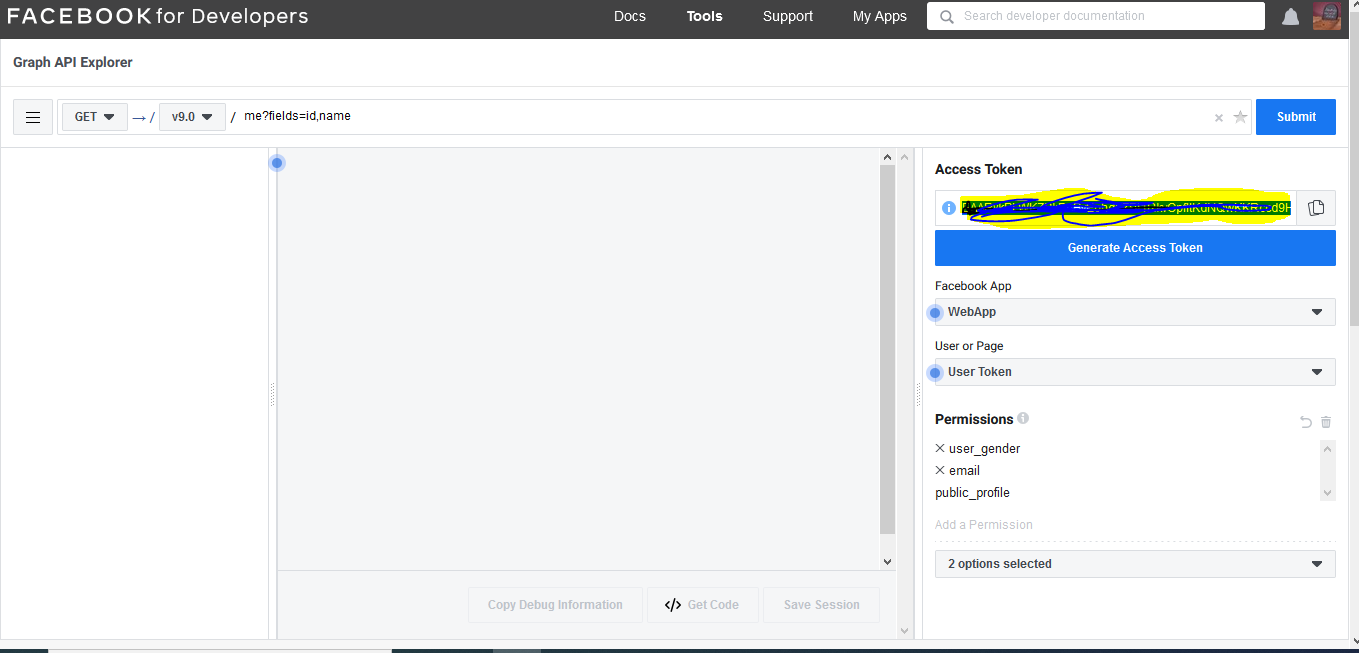 FACEBOOK for Developers
Docs Tools Support My Apps Search developer documentation
Graph API Explorer
GET → / v9.0 / me?fields=id,name Submit
Access Token
Generate Access Token
Facebook App
WebApp
User or Page
User Token
Permissions
user_gender
email
public_profile
Add a Permission
2 options selected
Copy Debug Information </> Get Code Save Session